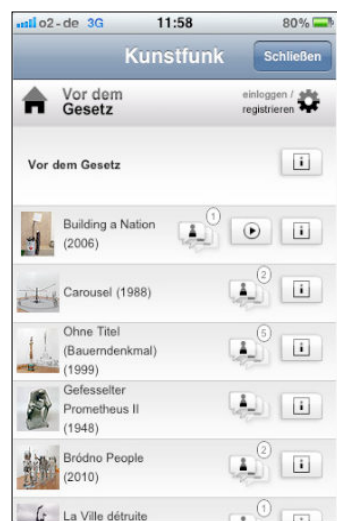 o2-de 3G 11:58 80%
Kunstfunk Schließen
Vor dem
Gesetz
einloggen /
registrieren
Vor dem Gesetz
i
Building a Nation
(2006)
1
i
Carousel (1988)
2
i
Ohne Titel
(Bauerndenkmal)
(1999)
5
i
Gefesselter
Prometheus II
(1948)
i
Bródno People
(2010)
2
i
La Ville détruite
1